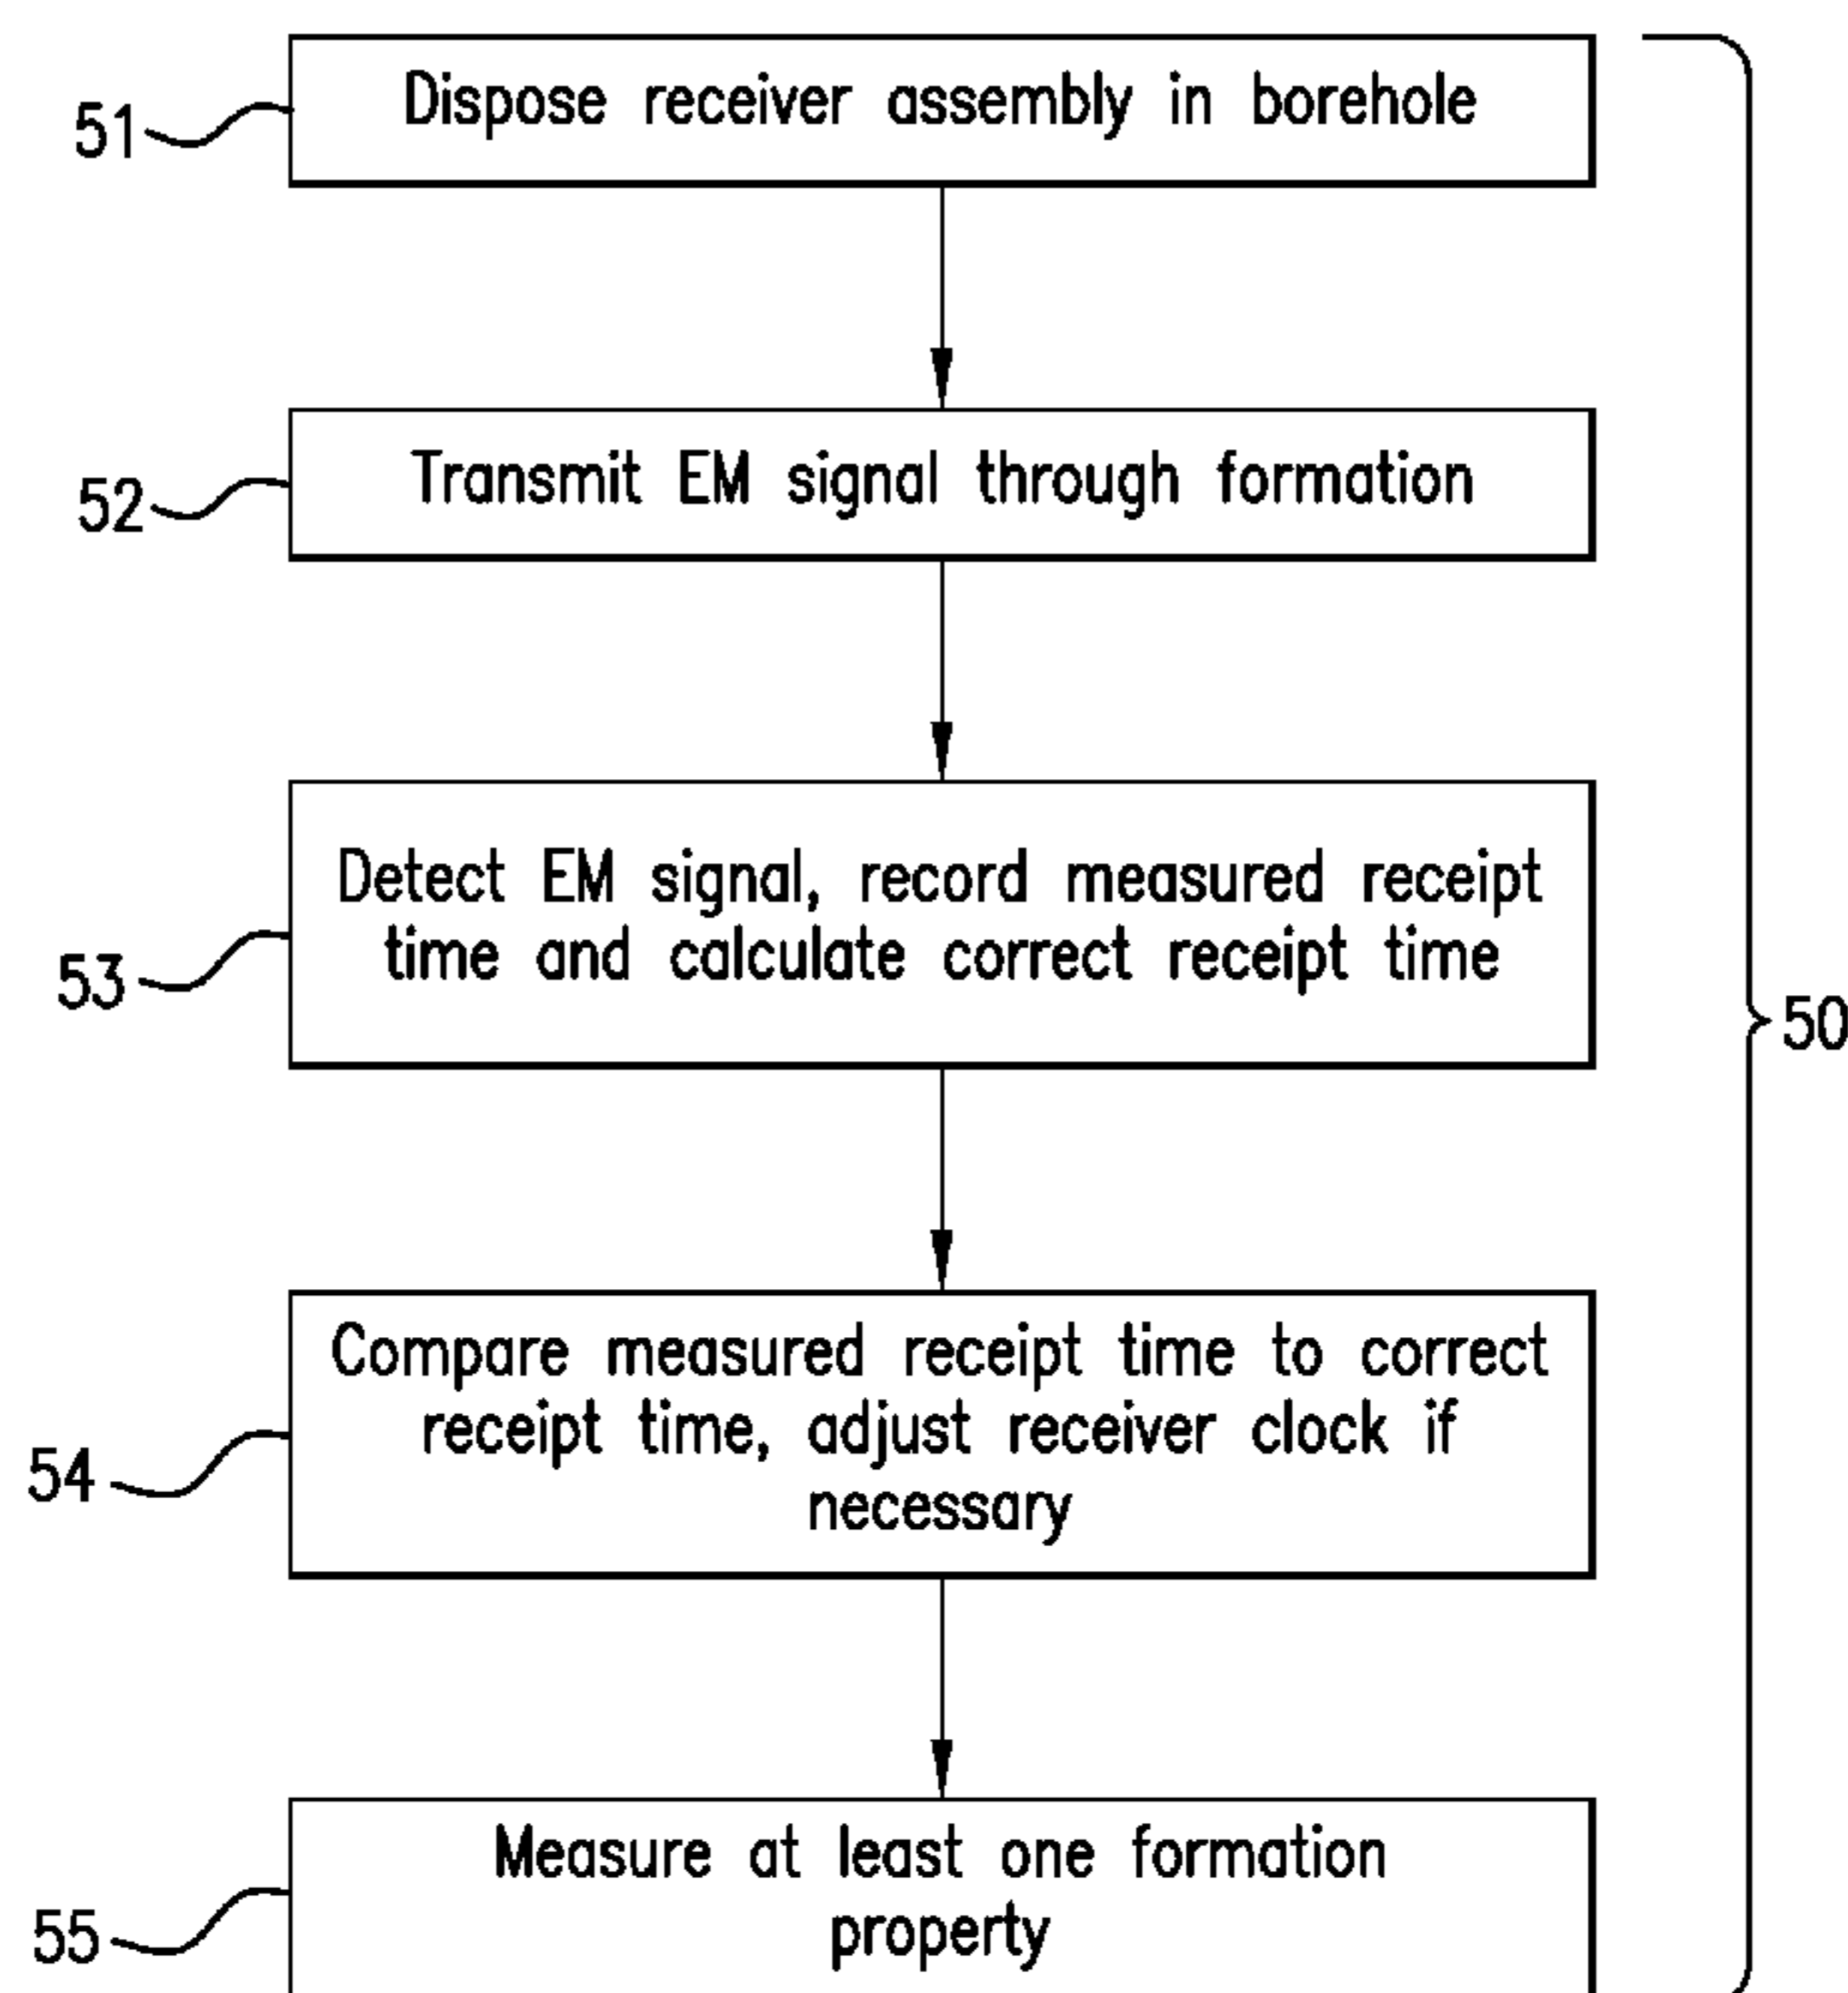 51
Dispose receiver assembly in borehole
52
Transmit EM signal through formation
53
Detect EM signal, record measured receipt
time and calculate correct receipt time
50
54
Compare measured receipt time to correct
receipt time, adjust receiver clock if
necessary
55
Measure at least one formation
property